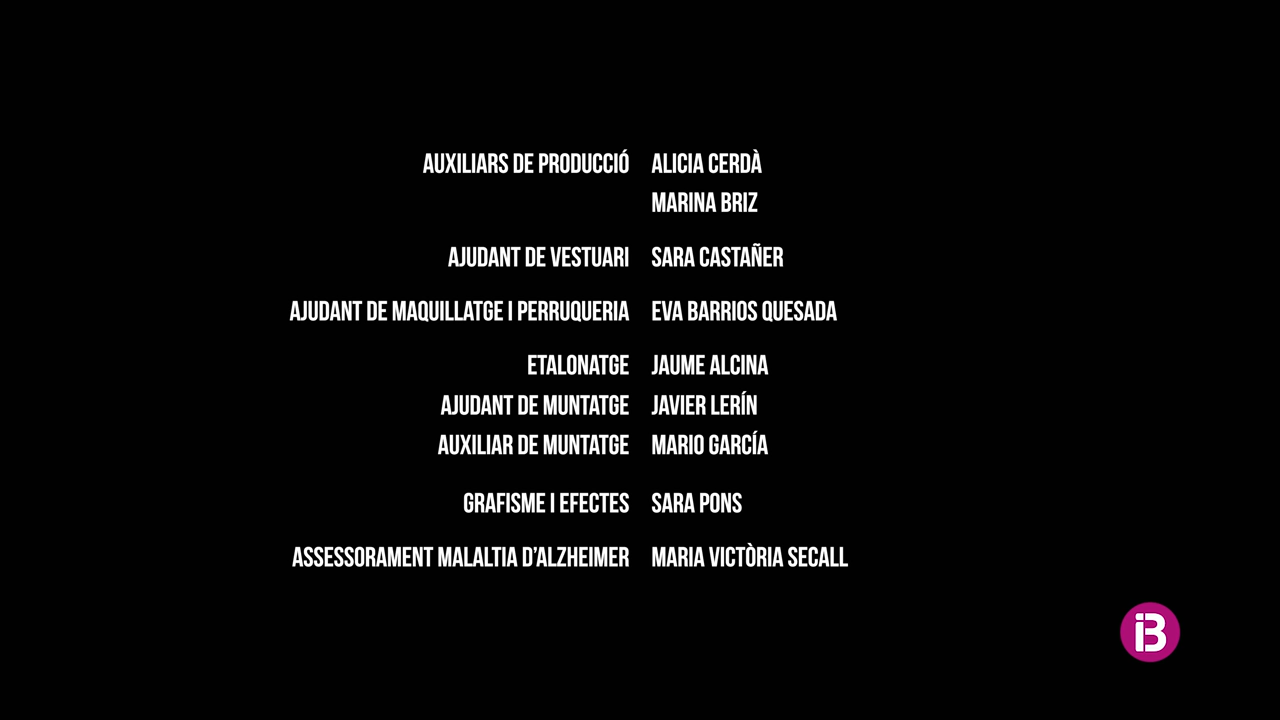 AUXILIARS DE PRODUCCIÓ ALICIA CERDÀ
MARINA BRIZ
AJUDANT DE VESTUARI SARA CASTAÑER
AJUDANT DE MAQUILLATGE I PERRUQUERIA EVA BARRIOS QUESADA
ETALONATGE JAUME ALCINA
AJUDANT DE MUNTATGE JAVIER LERÍN
AUXILIAR DE MUNTATGE MARIO GARCÍA
GRAFISME I EFECTES SARA PONS
ASSESSORAMENT MALALTIA D'ALZHEIMER MARIA VICTÒRIA SECALL
iB